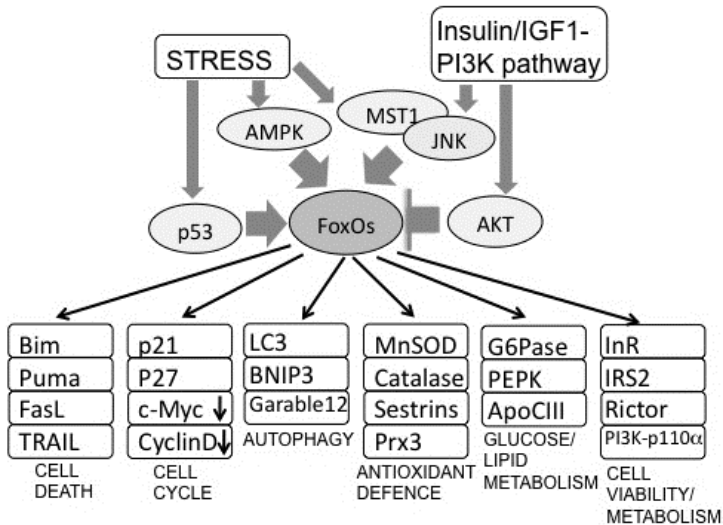 STRESS
Insulin/IGF1-
PI3K pathway
AMPK
MST1
JNK
p53
FoxOs
AKT
Bim
Puma
FasL
TRAIL
CELL
DEATH
p21
P27
c-Myc
CyclinD
CELL
CYCLE
LC3
BNIP3
Garable12
AUTOPHAGY
MnSOD
Catalase
Sestrins
Prx3
ANTIOXIDANT
DEFENCE
G6Pase
PEPK
ApoCIII
GLUCOSE/
LIPID
METABOLISM
InR
IRS2
Rictor
PI3K-p110α
CELL
VIABILITY/
METABOLISM